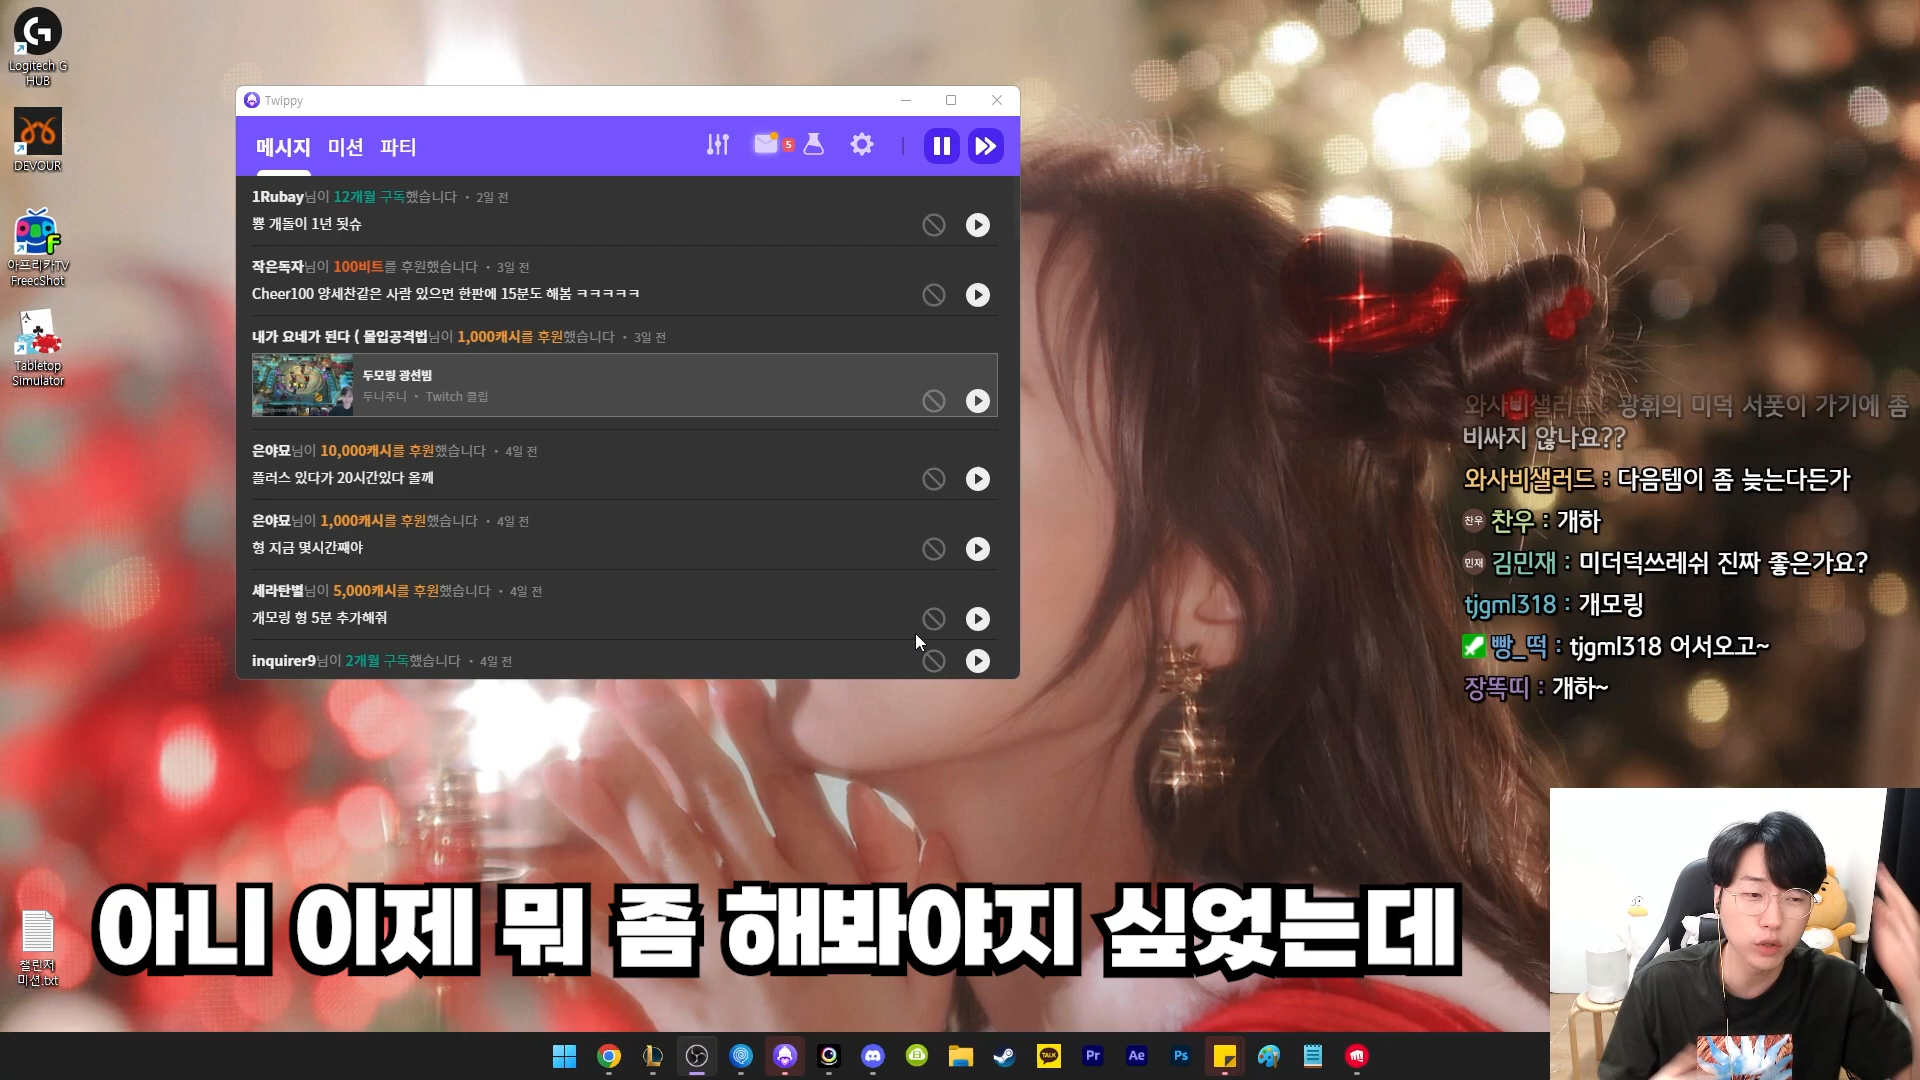 Logitech G
HUB
DEVOUR
아프리카TV
FreecShot
Tabletop
Simulator
챌린저
미션.txt
Twippy
메시지 미션 파티
5
1Rubay님이 12개월 구독했습니다 • 2일 전
뿅 개돌이 1년 됫슈
작은독자님이 100비트를 후원했습니다 • 3일 전
Cheer100 양세찬같은 사람 있으면 한판에 15분도 해봄 ㅋㅋㅋㅋㅋ
내가 요네가 된다 ( 몰입공격법님이 1,000캐시를 후원했습니다 • 3일 전
두모링 광선빔
두니주니 • Twitch 클립
은야묘님이 10,000캐시를 후원했습니다 • 4일 전
플러스 있다가 20시간있다 올께
은야묘님이 1,000캐시를 후원했습니다 • 4일 전
형 지금 몇시간째야
세라탄별님이 5,000캐시를 후원했습니다 • 4일 전
개모링 형 5분 추가해줘
inquirer9님이 2개월 구독했습니다 • 4일 전
와사비샐러드 : 광휘의 미덕 서폿이 가기에 좀
비싸지 않나요??
와사비샐러드 : 다음템이 좀 늦는다든가
찬우 찬우 : 개하
민재 김민재 : 미더덕쓰레쉬 진짜 좋은가요?
tjgml318 : 개모링
빵_떡 : tjgml318 어서오고~
장똑띠 : 개하~
아니 이제 뭐 좀 해봐야지 싶었는데
TALK
Pr
Ae
Ps